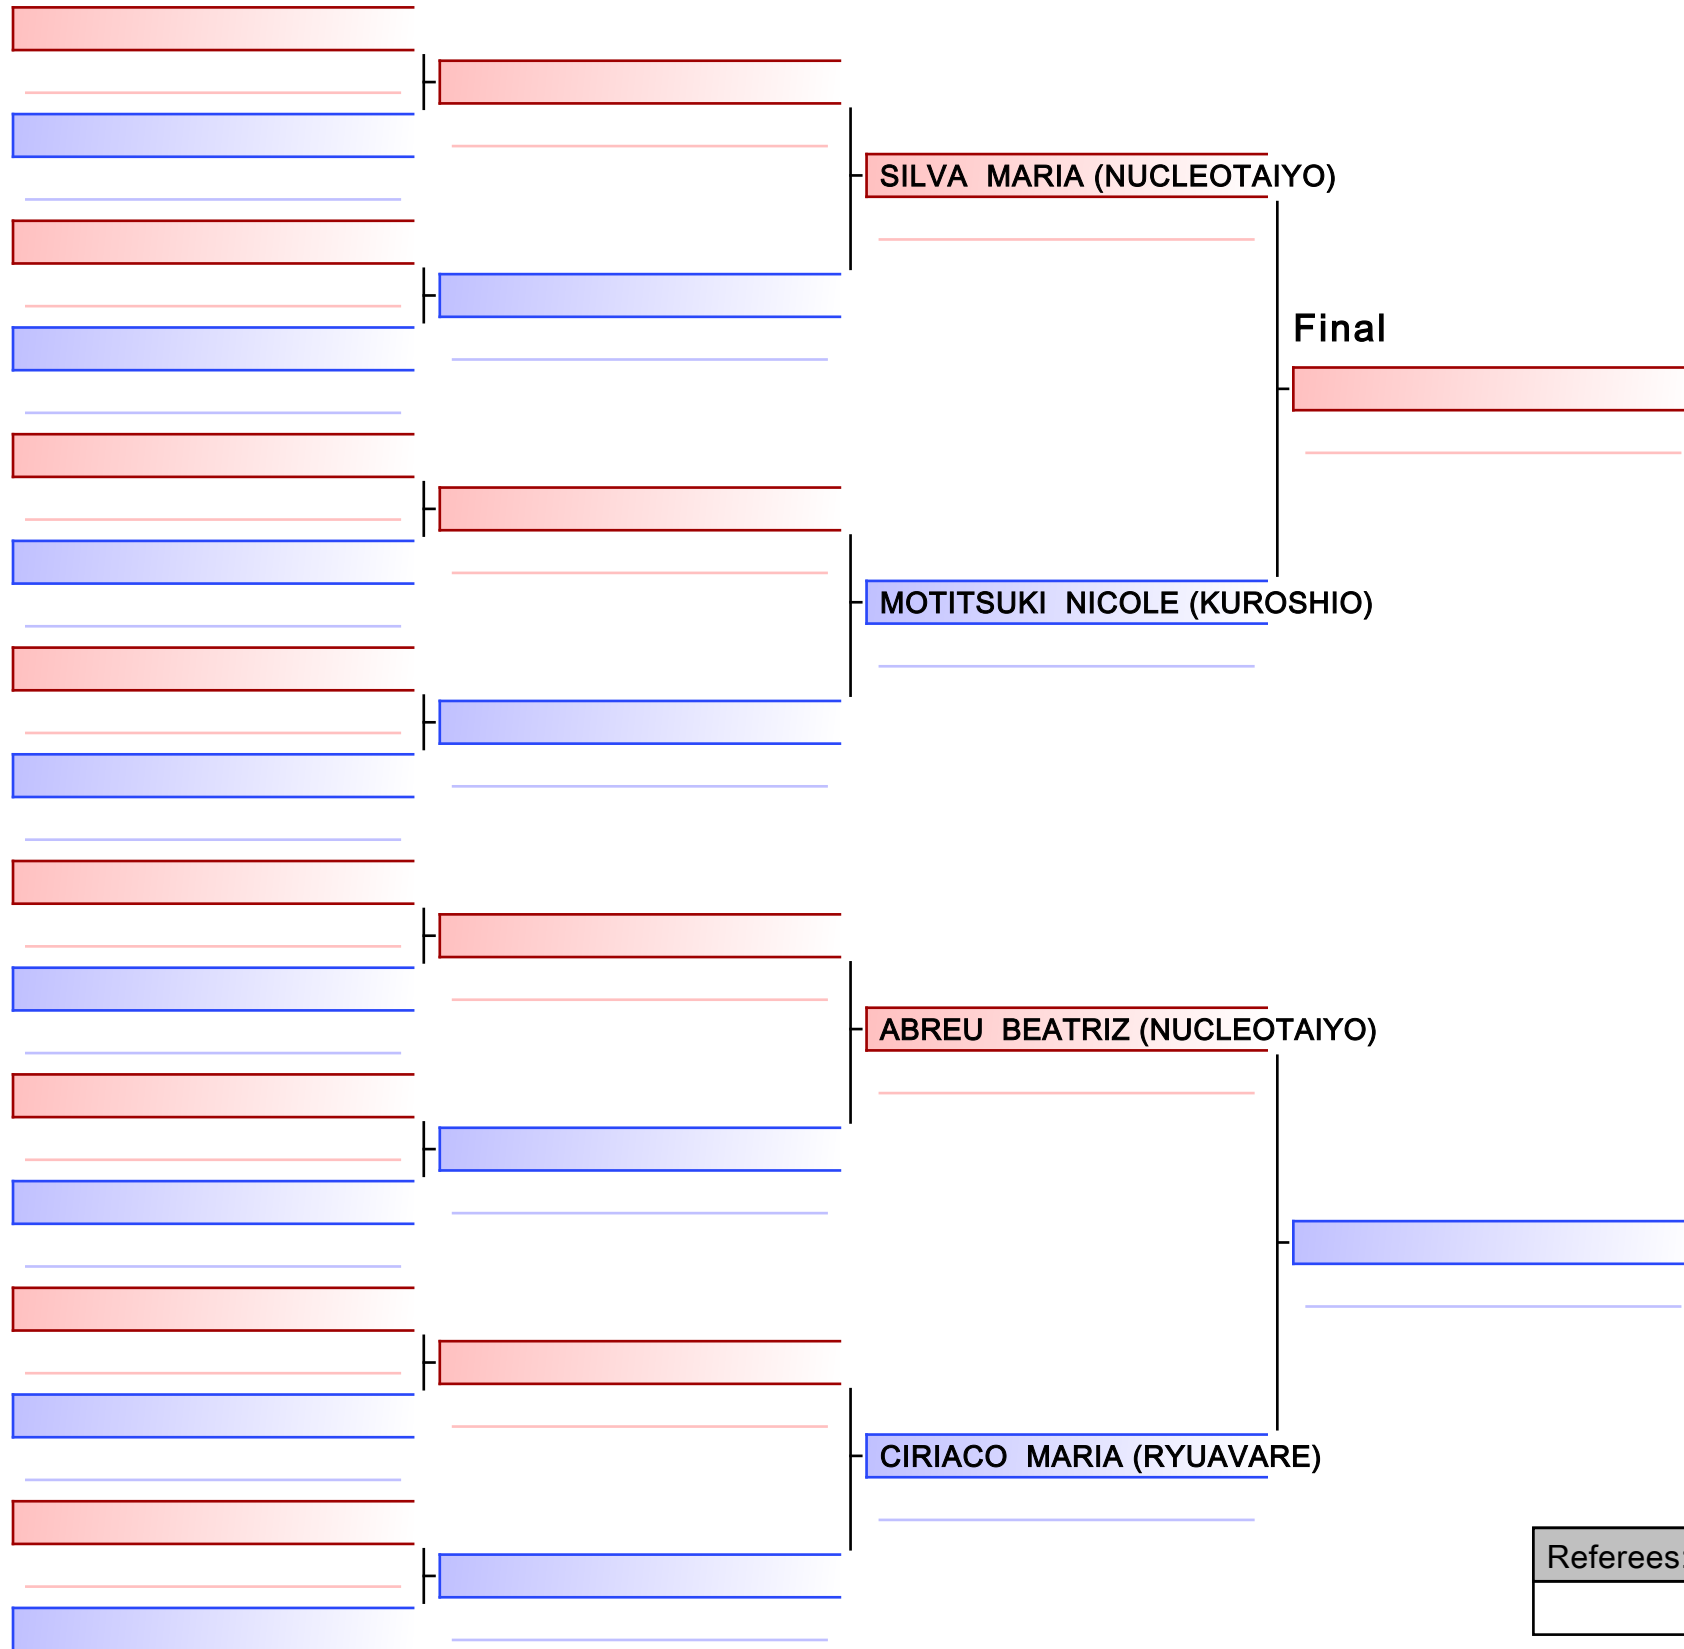 SILVA  MARIA (NUCLEOTAIYO)
Final
MOTITSUKI  NICOLE (KUROSHIO)
ABREU  BEATRIZ (NUCLEOTAIYO)
CIRIACO  MARIA (RYUAVARE)
Referees: